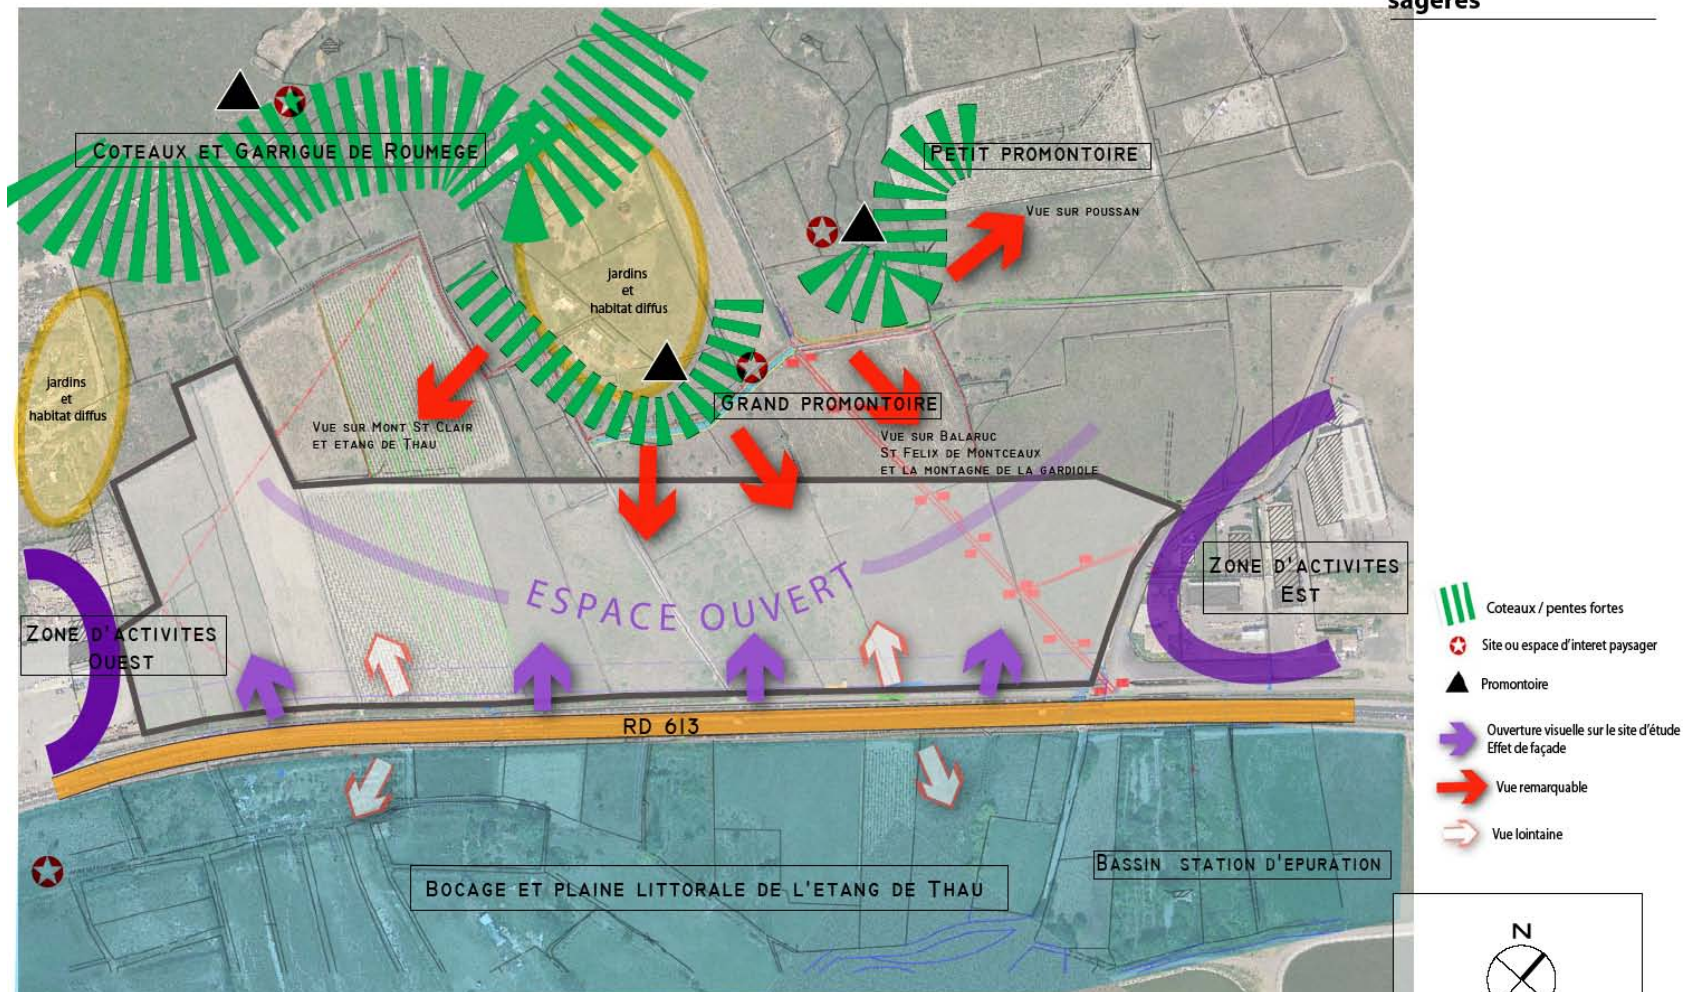 sagères
COTEAUX ET GARRIGUE DE ROUMEGE
PETIT PROMONTOIRE
VUE SUR POUSSAN
jardins
et
habitat diffus
jardins
et
habitat diffus
GRAND PROMONTOIRE
VUE SUR MONT ST CLAIR
ET ETANG DE THAU
VUE SUR BALARUC
ST FELIX DE MONTCEAUX
ET LA MONTAGNE DE LA GARDIOLE
ESPACE OUVERT
ZONE D'ACTIVITES
EST
ZONE D'ACTIVITES
OUEST
RD 613
BASSIN STATION D'EPURATION
BOCAGE ET PLAINE LITTORALE DE L'ETANG DE THAU
Coteaux / pentes fortes
Site ou espace d'interet paysager
Promontoire
Ouverture visuelle sur le site d'étude
Effet de façade
Vue remarquable
Vue lointaine
N